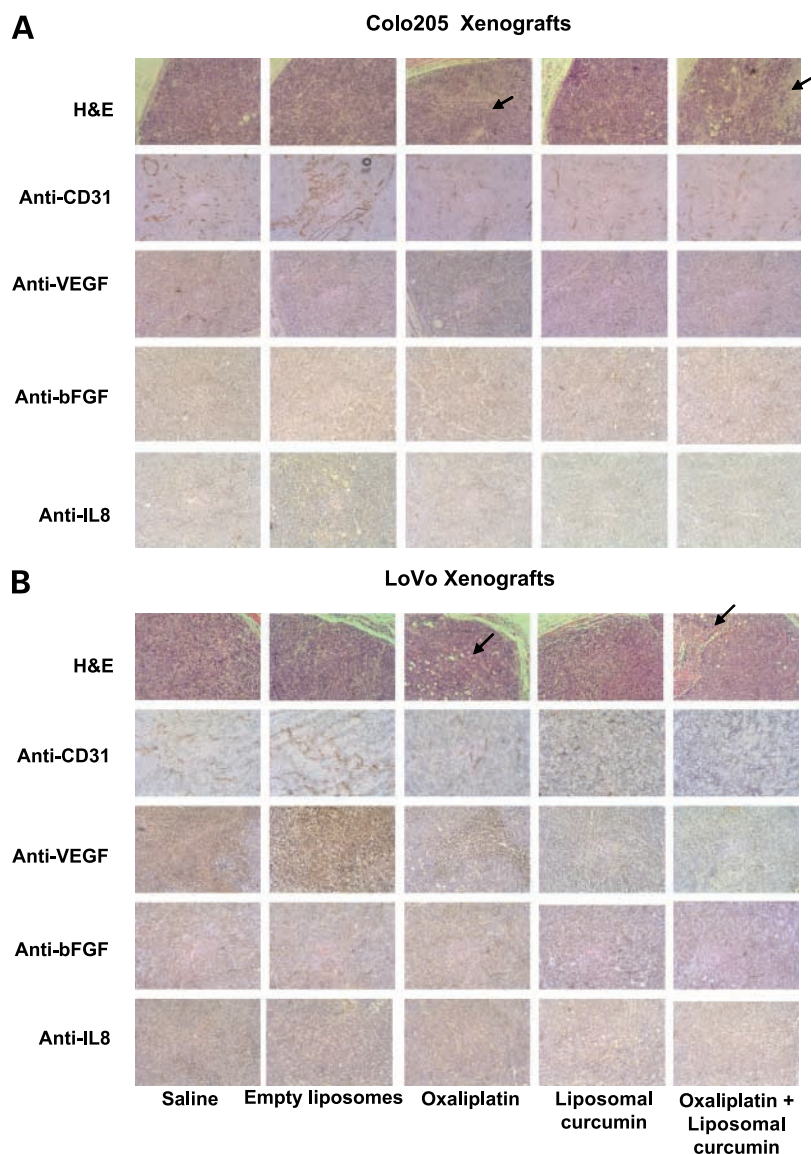 A
Colo205 Xenografts
H&E
Anti-CD31
Anti-VEGF
Anti-bFGF
Anti-IL8
B
LoVo Xenografts
H&E
Anti-CD31
Anti-VEGF
Anti-bFGF
Anti-IL8
Saline
Empty liposomes
Oxaliplatin
Liposomal
curcumin
Oxaliplatin +
Liposomal
curcumin